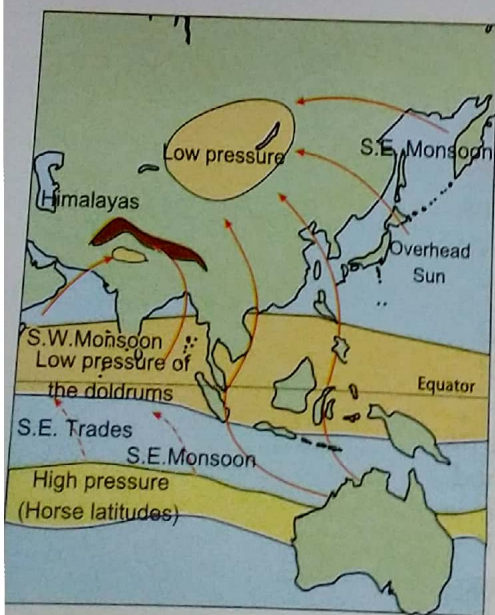 Low pressure
S.E. Monsoon
Himalayas
Overhead
Sun
S.W.Monsoon
Low pressure of
the doldrums
Equator
S.E. Trades
S.E.Monsoon
High pressure
(Horse latitudes)